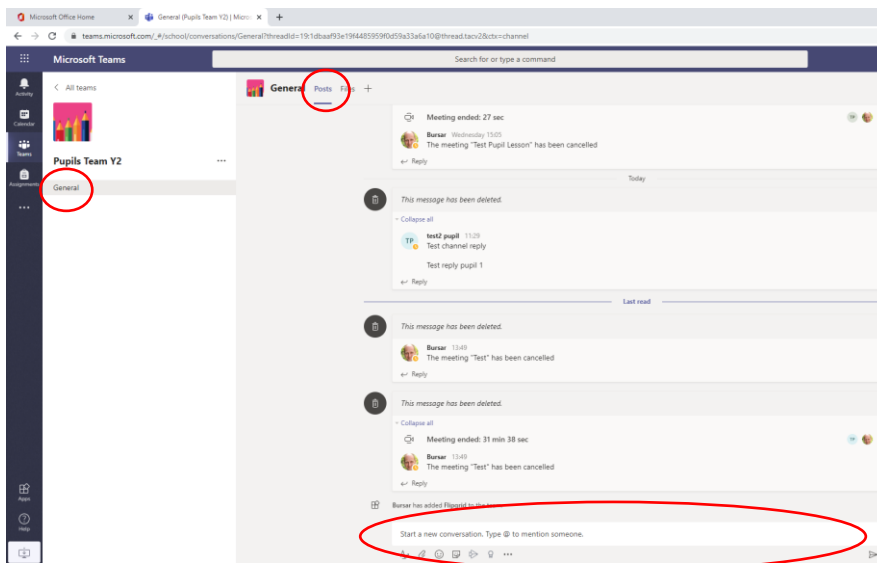 Microsoft Office Home
General (Pupils Team Y2) | Micro
teams.microsoft.com/_#/school/conversations/General?threadId=19:1dbaaf93e19f4485959f0d59a33a6a10@thread.tacv2&ctx=channel
Microsoft Teams
Search for or type a command
Activity
Calendar
Teams
Assignments
Apps
Help
All teams
Pupils Team Y2
General
General Posts Files
Meeting ended: 27 sec
Bursar Wednesday 15:05
The meeting "Test Pupil Lesson" has been cancelled
Reply
Today
This message has been deleted.
Collapse all
TP
test2 pupil 11:29
Test channel reply
Test reply pupil 1
Reply
Last read
This message has been deleted.
Bursar 13:49
The meeting "Test" has been cancelled
Reply
This message has been deleted.
Collapse all
Meeting ended: 31 min 38 sec
Bursar 13:49
The meeting "Test" has been cancelled
Reply
Bursar has added Flipgrid to the team
Start a new conversation. Type @ to mention someone.